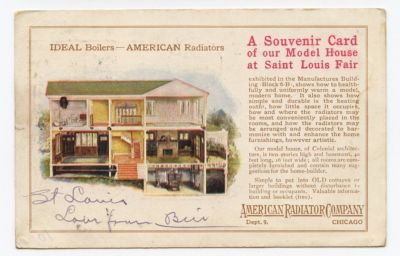 IDEAL Boilers—AMERICAN Radiators
A Souvenir Card
of our Model House
at Saint Louis Fair
exhibited in the Manufactures Build-
ing—Block 6-B-, shows how to health-
fully and uniformly warm a model,
modern home. It also shows how
simple and durable is the heating
outfit, how little space it occupies,
how and where the radiators may
be most conveniently placed in the
rooms, and how the radiators may
be arranged and decorated to har-
monize with and enhance the home
furnishings, however artistic.
Our model house, of Colonial architec-
ture, is two stories high and basement, 40
feet long, 16 feet wide; all rooms are com-
pletely furnished and contain many sug-
gestions for the home-builder.
Simple to put into OLD cottages or
larger buildings without disturbance to
building or occupants. Valuable informa-
tion and booklet (free).
AMERICAN RADIATOR COMPANY
Dept. 9. CHICAGO
St Louis
Love from